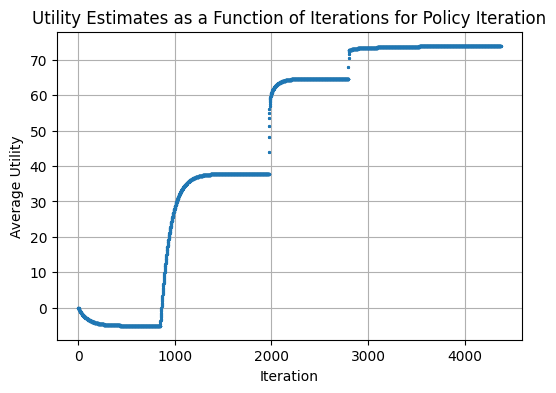 Utility Estimates as a Function of Iterations for Policy Iteration
70
60
50
40
30
20
10
0
Average Utility
0 1000 2000 3000 4000
Iteration